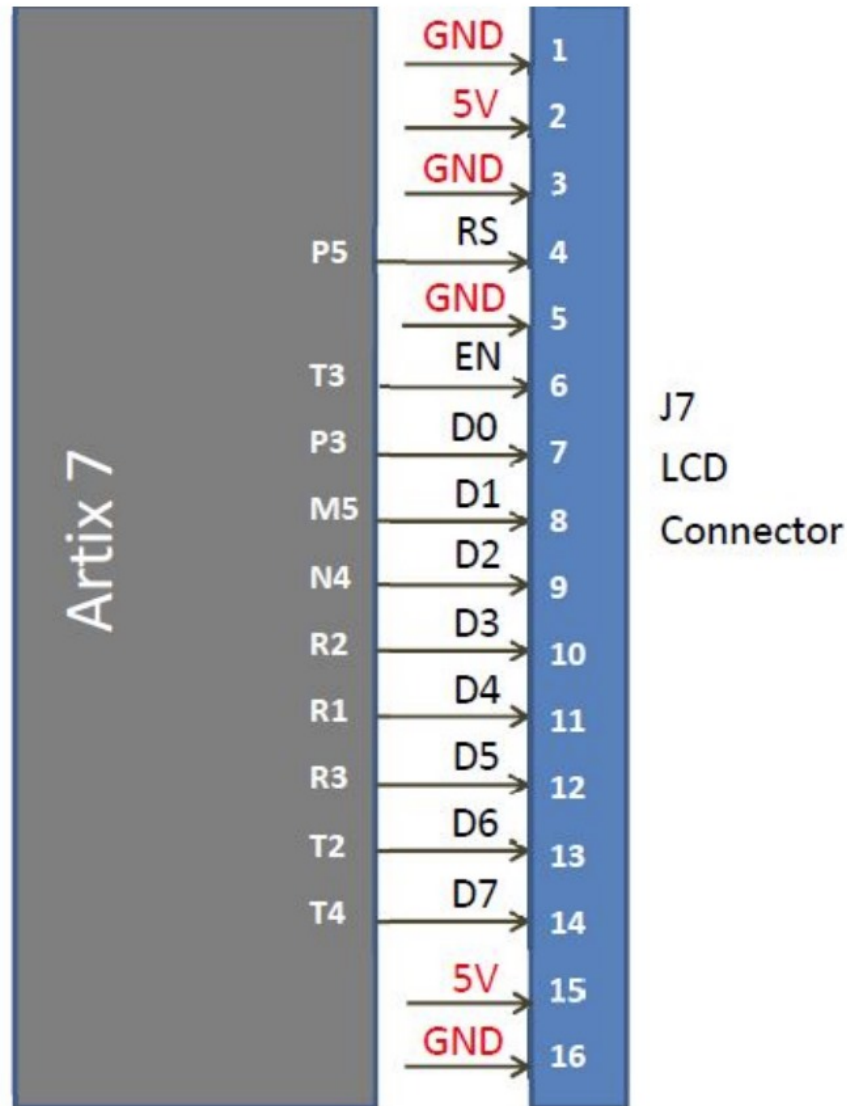 GND 1
5V 2
GND 3
P5 RS 4
GND 5
T3 EN 6
P3 D0 7
M5 D1 8
N4 D2 9
R2 D3 10
R1 D4 11
R3 D5 12
T2 D6 13
T4 D7 14
5V 15
GND 16
Artix 7
J7
LCD
Connector